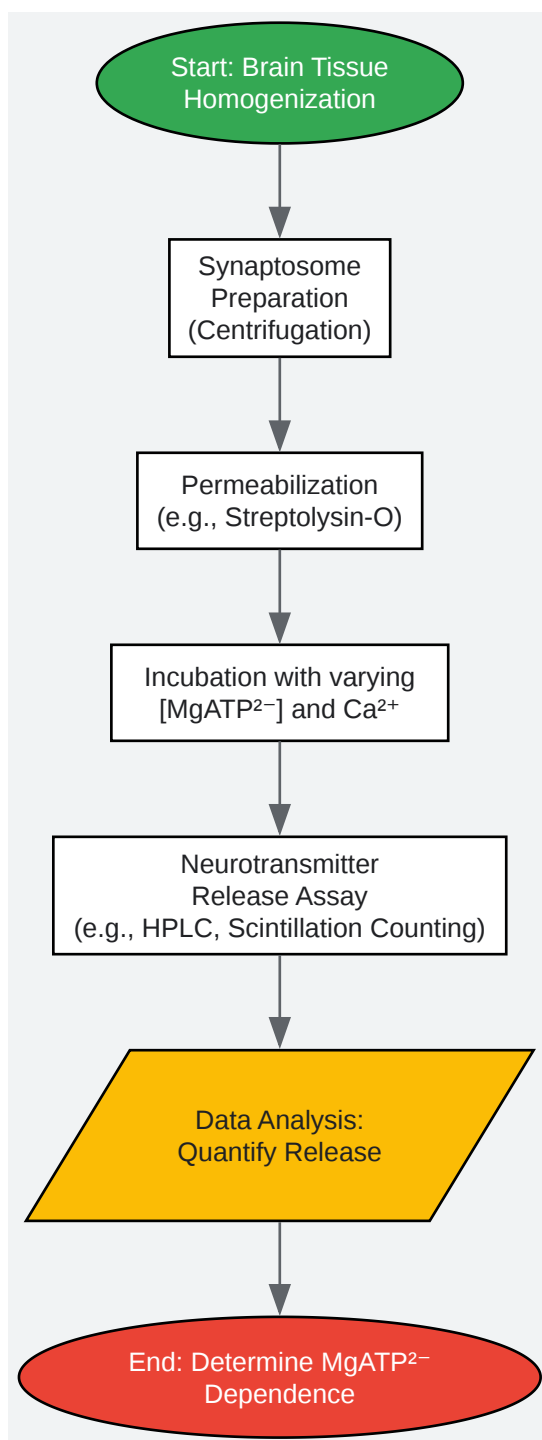 Start: Brain Tissue
Homogenization
Synaptosome
Preparation
(Centrifugation)
Permeabilization
(e.g., Streptolysin-O)
Incubation with varying
[MgATP²⁻] and Ca²⁺
Neurotransmitter
Release Assay
(e.g., HPLC, Scintillation Counting)
Data Analysis:
Quantify Release
End: Determine MgATP²⁻
Dependence